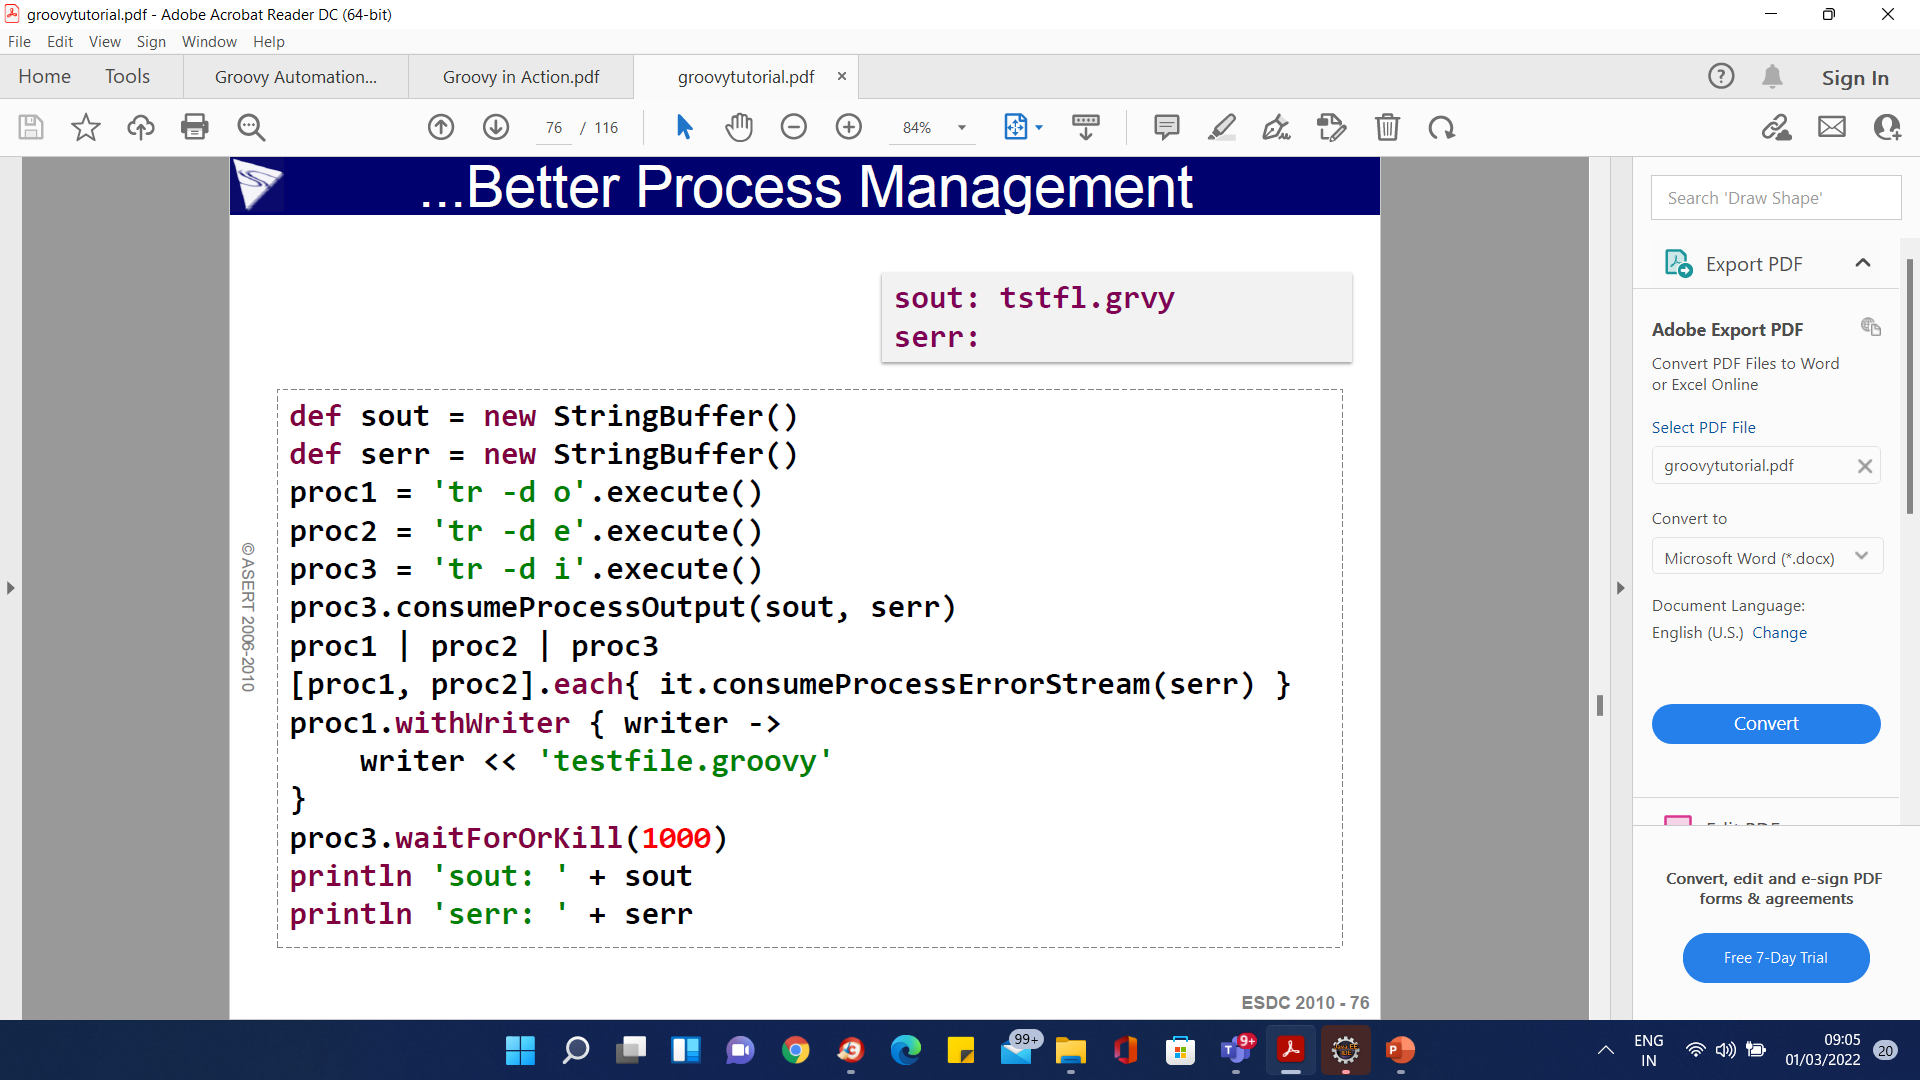 groovytutorial.pdf - Adobe Acrobat Reader DC (64-bit)
File Edit View Sign Window Help
Home Tools Groovy Automation... Groovy in Action.pdf groovytutorial.pdf × Sign In
76 / 116 84%
...Better Process Management
sout: tstfl.grvy
serr:
def sout = new StringBuffer()
def serr = new StringBuffer()
proc1 = 'tr -d o'.execute()
proc2 = 'tr -d e'.execute()
proc3 = 'tr -d i'.execute()
proc3.consumeProcessOutput(sout, serr)
proc1 | proc2 | proc3
[proc1, proc2].each{ it.consumeProcessErrorStream(serr) }
proc1.withWriter { writer ->
    writer << 'testfile.groovy'
}
proc3.waitForOrKill(1000)
println 'sout: ' + sout
println 'serr: ' + serr
© ASERT 2006-2010
ESDC 2010 - 76
Search 'Draw Shape'
Export PDF
Adobe Export PDF
Convert PDF Files to Word
or Excel Online
Select PDF File
groovytutorial.pdf
Convert to
Microsoft Word (*.docx)
Document Language:
English (U.S.) Change
Convert
Convert, edit and e-sign PDF
forms & agreements
Free 7-Day Trial
99+
9+
ENG
IN
09:05
01/03/2022
20